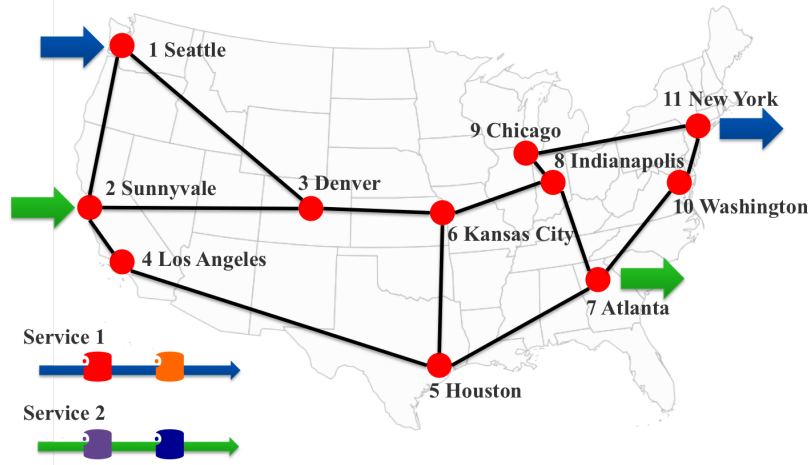 1 Seattle
11 New York
9 Chicago
8 Indianapolis
2 Sunnyvale
3 Denver
10 Washington
6 Kansas City
4 Los Angeles
7 Atlanta
Service 1
5 Houston
Service 2